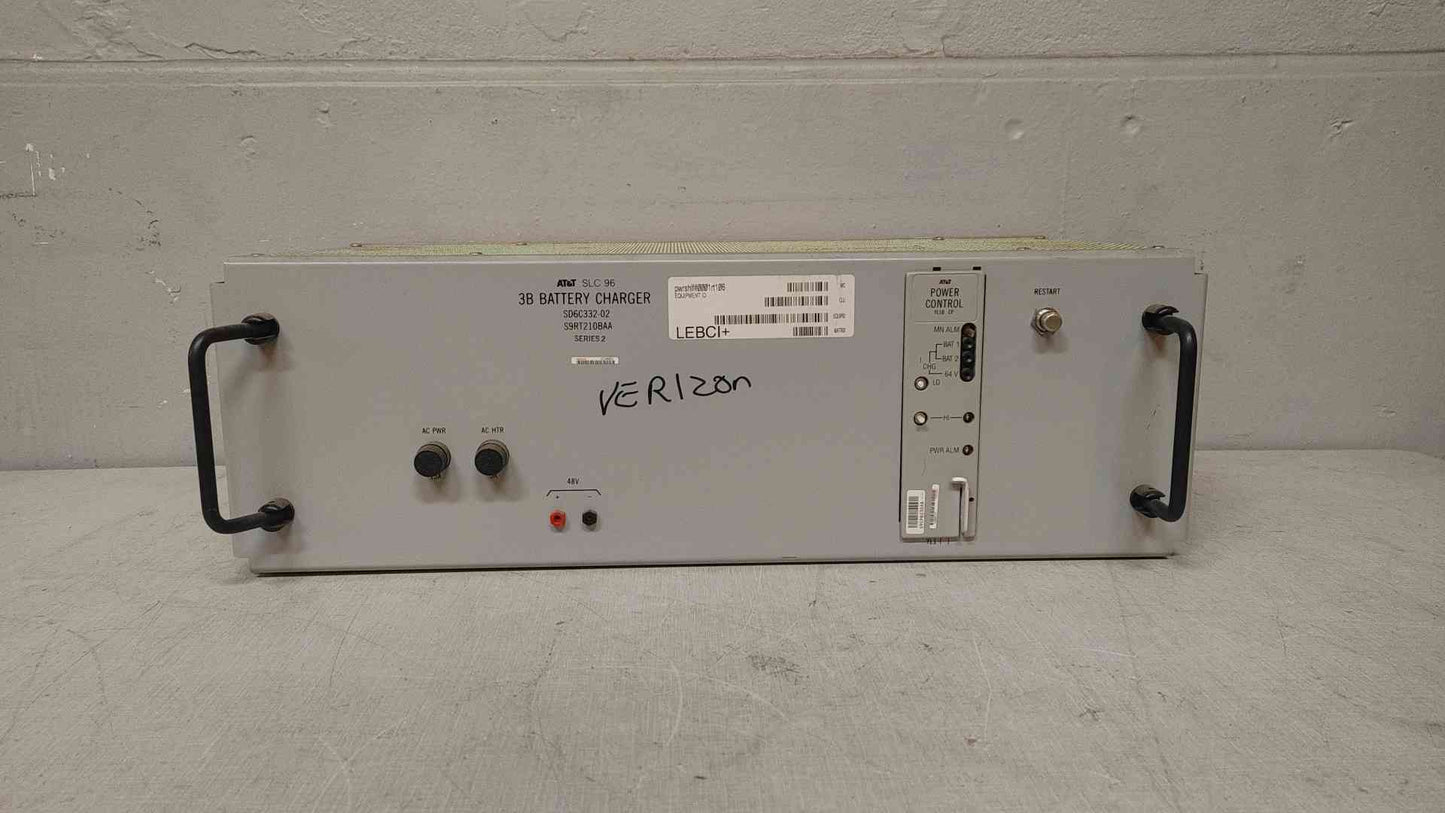 AT&T SLC 96
3B BATTERY CHARGER
SD6C332-02
S9RT210BAA
SERIES 2
EQUIPMENT ID
LEBCI+
VERIZon
AC PWR
AC HTR
48V
+ −
AT&T
POWER
CONTROL
MN ALM
BAT 1
BAT 2
CHG
64 V
LO
HI
PWR ALM
RESTART